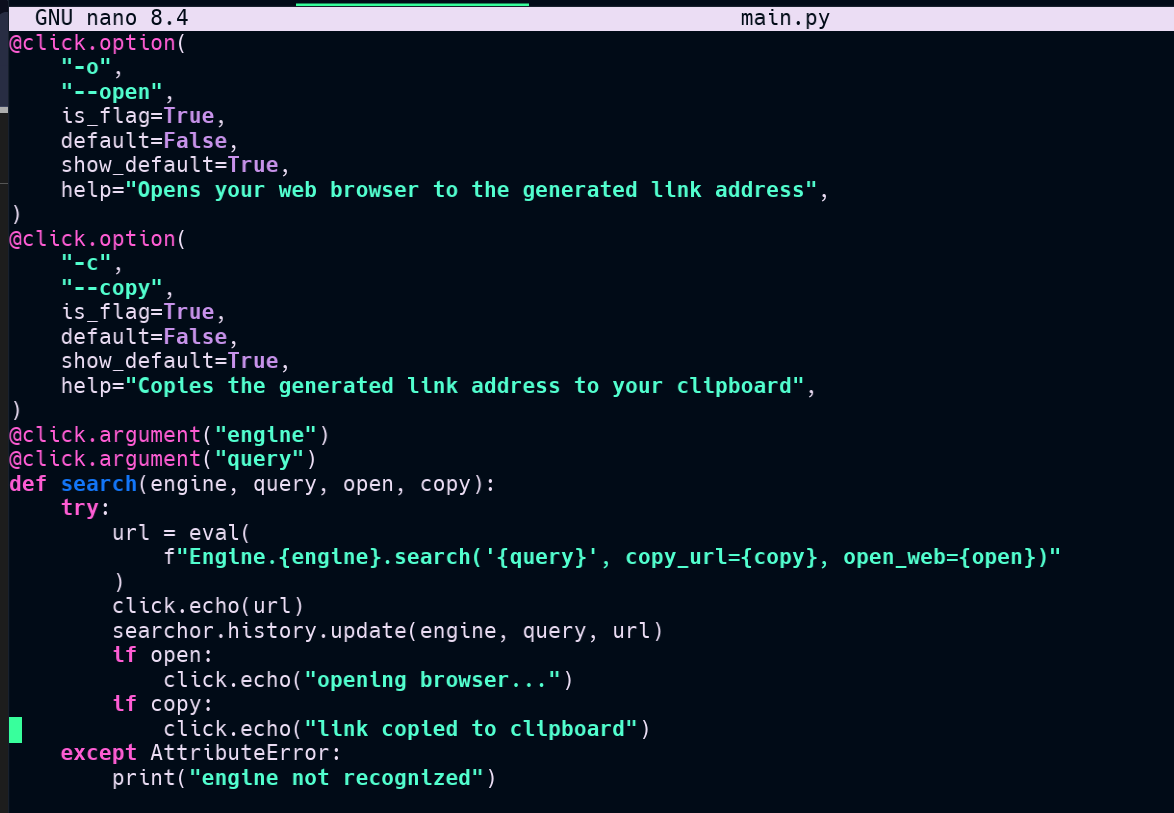 GNU nano 8.4 main.py
@click.option(
    "-o",
    "--open",
    is_flag=True,
    default=False,
    show_default=True,
    help="Opens your web browser to the generated link address",
)
@click.option(
    "-c",
    "--copy",
    is_flag=True,
    default=False,
    show_default=True,
    help="Copies the generated link address to your clipboard",
)
@click.argument("engine")
@click.argument("query")
def search(engine, query, open, copy):
    try:
        url = eval(
            f"Engine.{engine}.search('{query}', copy_url={copy}, open_web={open})"
        )
        click.echo(url)
        searchor.history.update(engine, query, url)
        if open:
            click.echo("opening browser...")
        if copy:
            click.echo("link copied to clipboard")
    except AttributeError:
        print("engine not recognized")